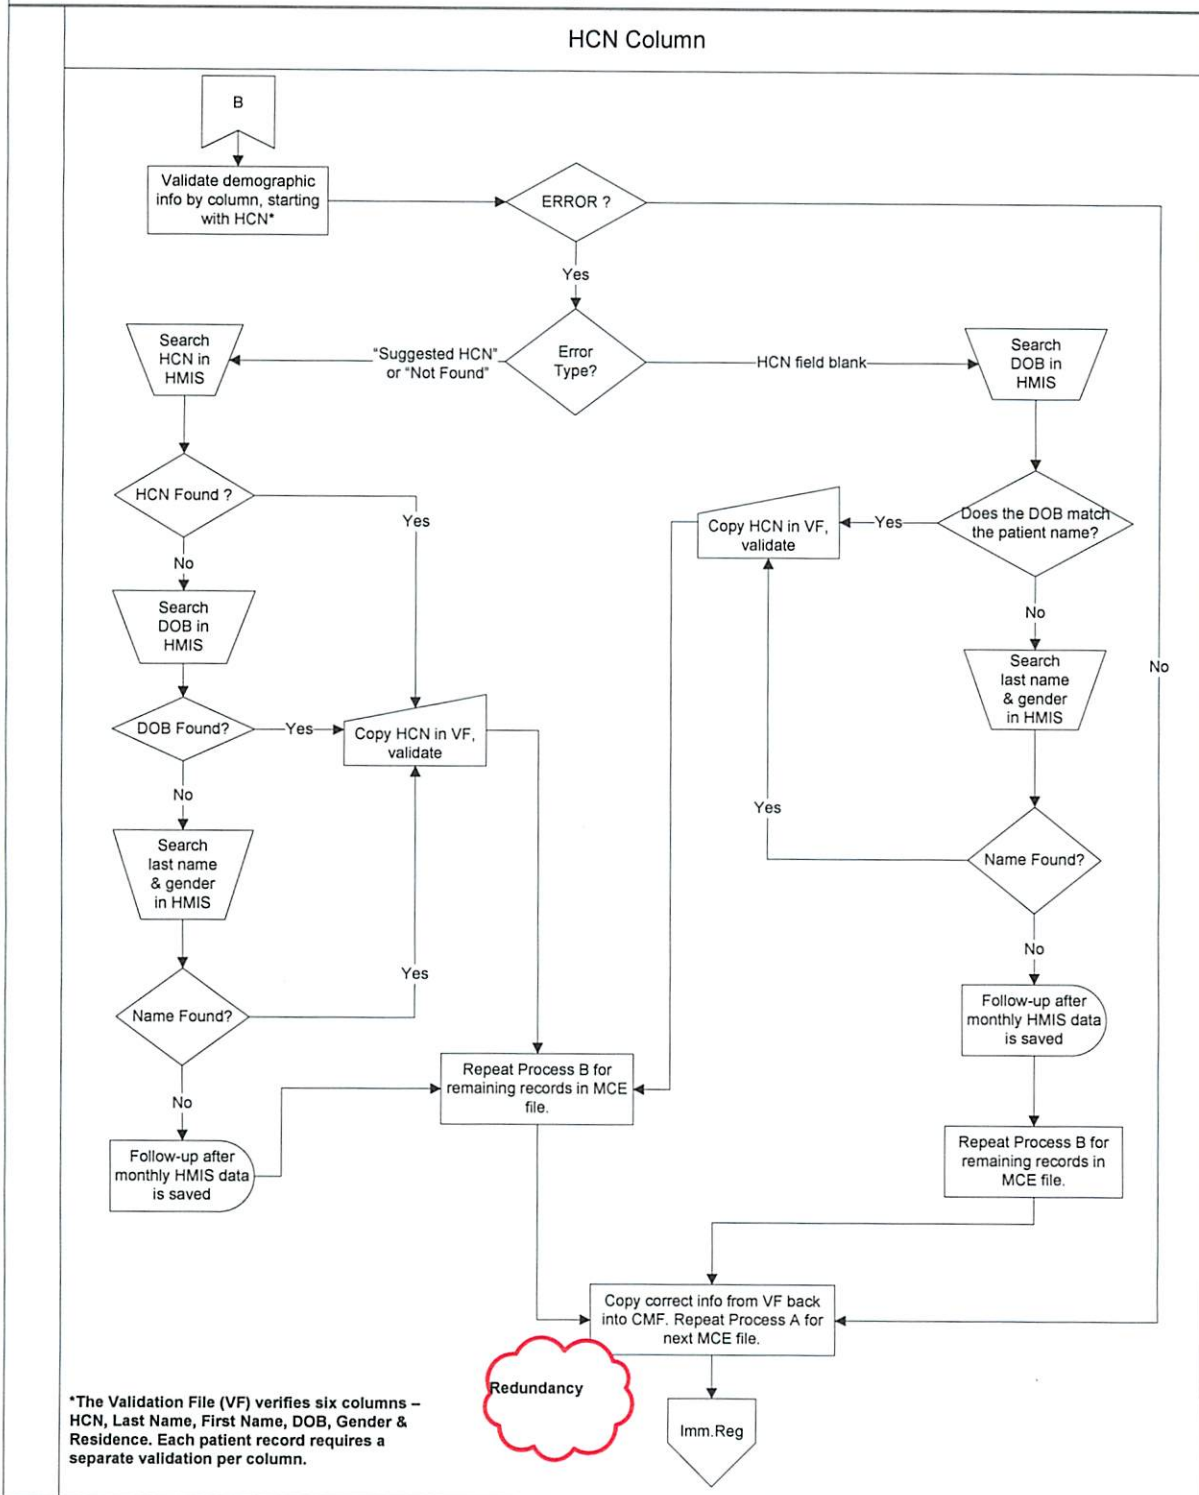 HCN Column
B
Validate demographic
info by column, starting
with HCN*
ERROR ?
Yes
No
Error
Type?
"Suggested HCN"
or "Not Found"
HCN field blank
Search
HCN in
HMIS
Search
DOB in
HMIS
HCN Found ?
Yes
No
Does the DOB match
the patient name?
Yes
Copy HCN in VF,
validate
No
Search
DOB in
HMIS
Search
last name
& gender
in HMIS
DOB Found?
Yes
Copy HCN in VF,
validate
No
Yes
Name Found?
Search
last name
& gender
in HMIS
No
Yes
Name Found?
Follow-up after
monthly HMIS data
is saved
Repeat Process B for
remaining records in MCE
file.
No
Follow-up after
monthly HMIS data
is saved
Repeat Process B for
remaining records in
MCE file.
Copy correct info from VF back
into CMF. Repeat Process A for
next MCE file.
Redundancy
Imm.Reg
*The Validation File (VF) verifies six columns –
HCN, Last Name, First Name, DOB, Gender &
Residence. Each patient record requires a
separate validation per column.